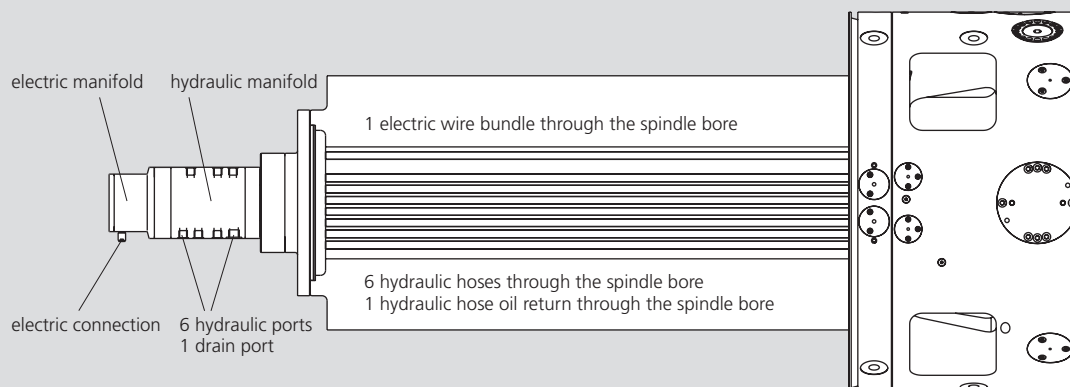 electric manifold
hydraulic manifold
1 electric wire bundle through the spindle bore
6 hydraulic hoses through the spindle bore
1 hydraulic hose oil return through the spindle bore
electric connection
6 hydraulic ports
1 drain port